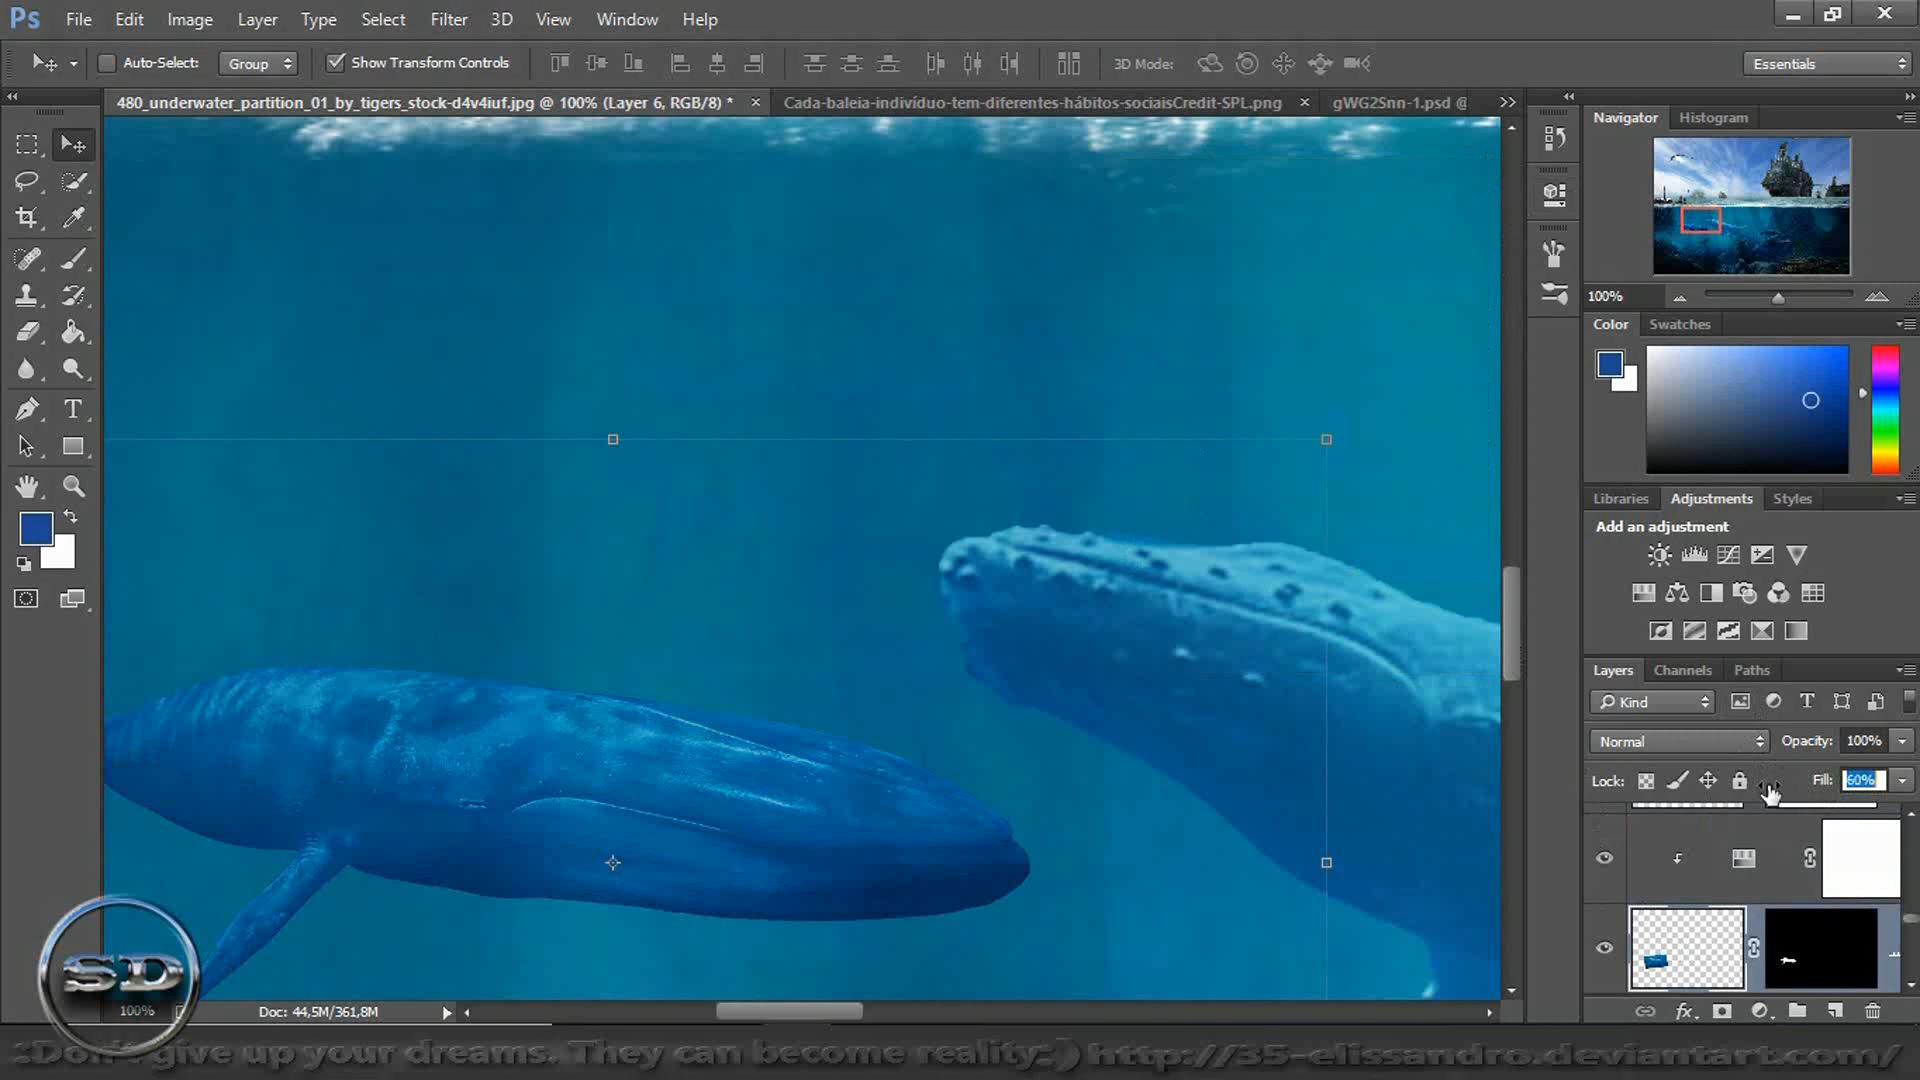 Ps File Edit Image Layer Type Select Filter 3D View Window Help
Auto-Select: Group Show Transform Controls 3D Mode: Essentials
480_underwater_partition_01_by_tigers_stock-d4v4iuf.jpg @ 100% (Layer 6, RGB/8) * Cada-baleia-indivíduo-tem-diferentes-hábitos-sociaisCredit-SPL.png gWG2Snn-1.psd @
Navigator Histogram
100%
Color Swatches
Libraries Adjustments Styles
Add an adjustment
Layers Channels Paths
Kind
Normal Opacity: 100%
Lock: Fill: 60%
SD
100% Doc: 44,5M/361,8M
:Don't give up your dreams. They can become reality:) http://35-elissandro.deviantart.com/